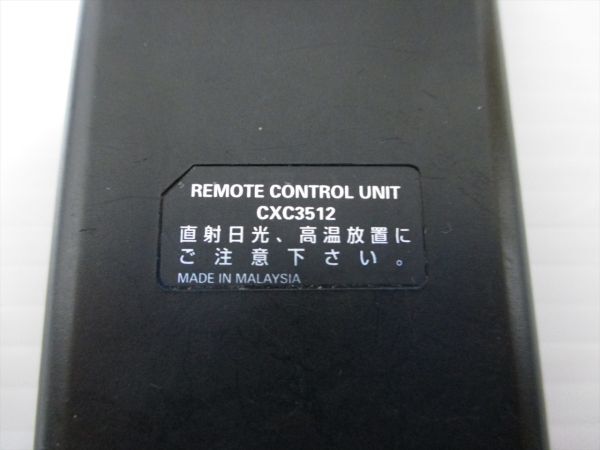 REMOTE CONTROL UNIT
CXC3512
直射日光、高温放置に
ご注意下さい。
MADE IN MALAYSIA